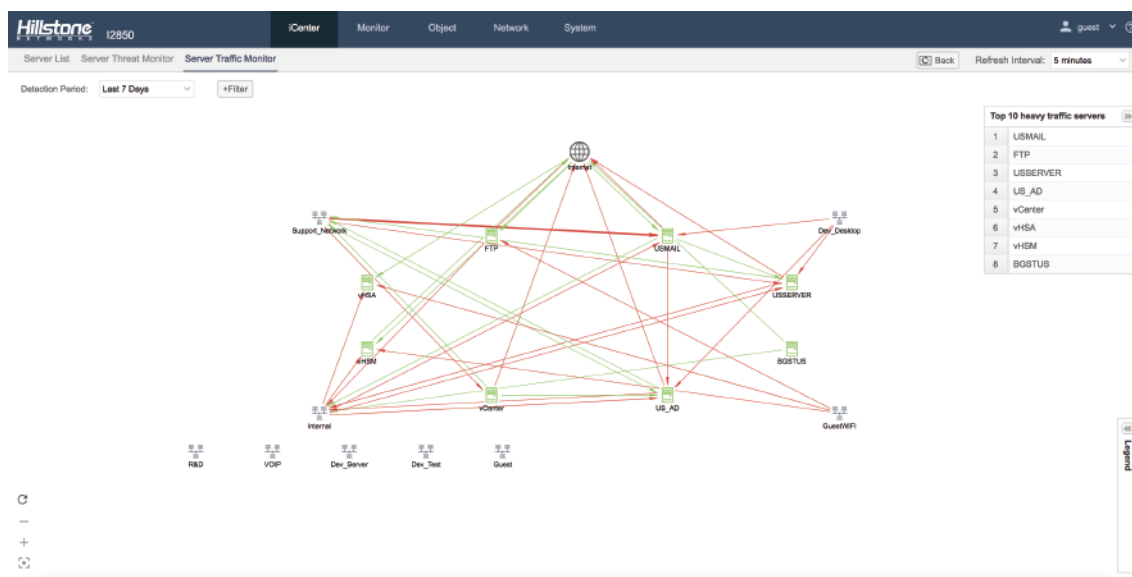 Hillstone
NETWORKS
I2850
iCenter
Monitor
Object
Network
System
guest
Server List
Server Threat Monitor
Server Traffic Monitor
Back
Refresh Interval: 5 minutes
Detection Period: Last 7 Days
+Filter
Top 10 heavy traffic servers
1 USMAIL
2 FTP
3 USSERVER
4 US_AD
5 vCenter
6 vHSA
7 vHSM
8 BGSTUS
Internet
Support_Network
FTP
USMAIL
Dev_Desktop
vHSA
USSERVER
vHSM
BGSTUS
vCenter
US_AD
Internal
GuestWIFI
R&D
VOIP
Dev_Server
Dev_Test
Guest
Legend